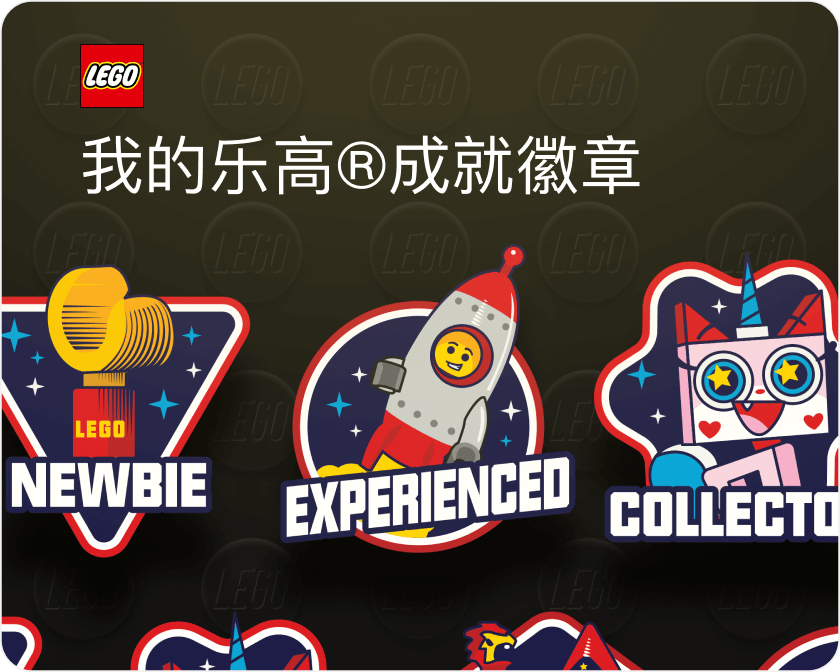 LEGO
我的乐高®成就徽章
LEGO
NEWBIE
EXPERIENCED
COLLECTO